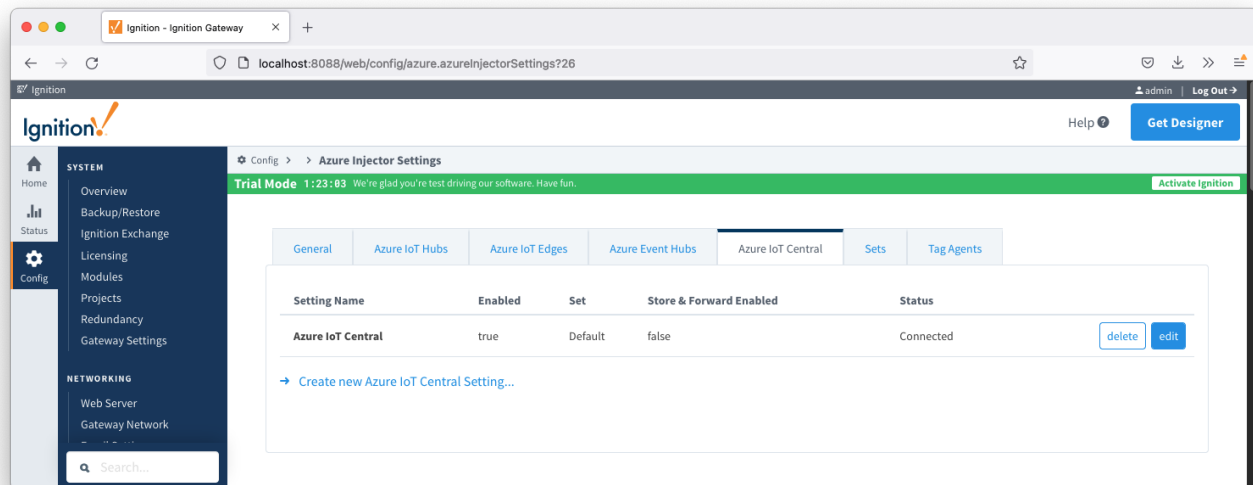 Ignition - Ignition Gateway
localhost:8088/web/config/azure.azureInjectorSettings?26
Ignition
admin | Log Out
Ignition!
Help
Get Designer
Home
Status
Config
SYSTEM
Overview
Backup/Restore
Ignition Exchange
Licensing
Modules
Projects
Redundancy
Gateway Settings
NETWORKING
Web Server
Gateway Network
Search...
Config > > Azure Injector Settings
Trial Mode 1:23:03 We're glad you're test driving our software. Have fun.
Activate Ignition
General Azure IoT Hubs Azure IoT Edges Azure Event Hubs Azure IoT Central Sets Tag Agents
Setting Name Enabled Set Store & Forward Enabled Status
Azure IoT Central true Default false Connected delete edit
→ Create new Azure IoT Central Setting...